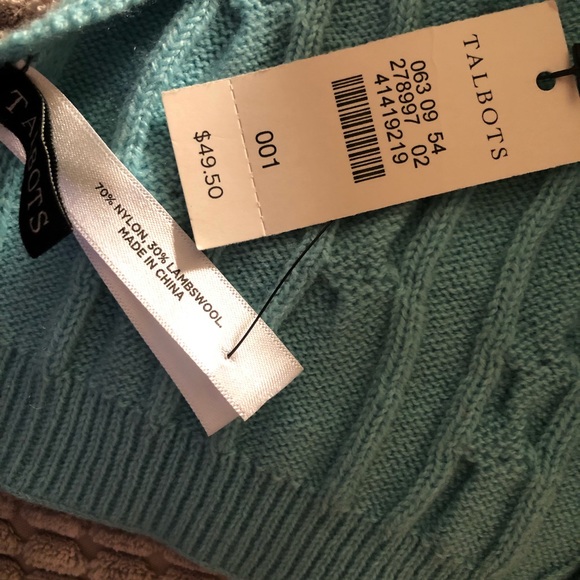 TALBOTS
063 09 54
278997 02
41419219
001
$49.50
TALBOTS
70% NYLON, 30% LAMBSWOOL
MADE IN CHINA